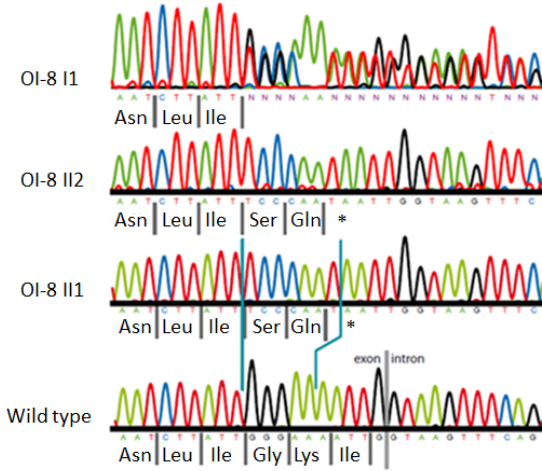 OI-8 I1
A A T C T T A T T N N N N A A N N N N N N N N N N N T N N N
Asn Leu Ile
OI-8 II2
A A T C T T A T T T C C C A A T A A T T G G T A A G T T T C
Asn Leu Ile Ser Gln *
OI-8 II1
A A T C T T A T T T C C C A A T A A T T G G T A A G T T T C
Asn Leu Ile Ser Gln *
exon intron
Wild type
A A T C T T A T T G G G A A A A T T G G T A A G T T T C A G
Asn Leu Ile Gly Lys Ile